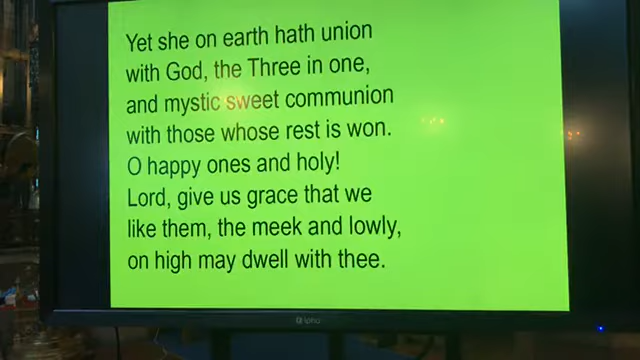 Yet she on earth hath union
with God, the Three in one,
and mystic sweet communion
with those whose rest is won.
O happy ones and holy!
Lord, give us grace that we
like them, the meek and lowly,
on high may dwell with thee.